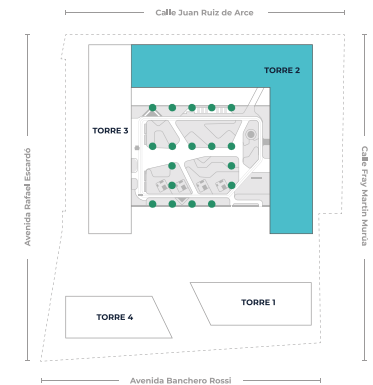 Calle Juan Ruiz de Arce
TORRE 2
TORRE 3
Avenida Rafael Escardó
Calle Fray Martín Murúa
TORRE 1
TORRE 4
Avenida Banchero Rossi